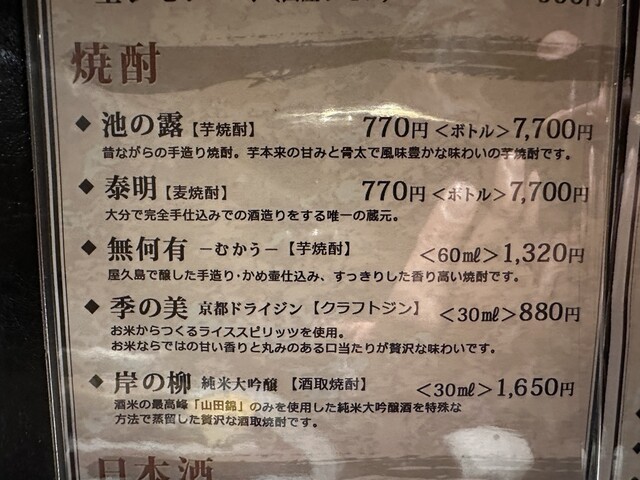 焼酎
◆ 池の露【芋焼酎】 770円 <ボトル> 7,700円
昔ながらの手造り焼酎。芋本来の甘みと骨太で風味豊かな味わいの芋焼酎です。
◆ 泰明【麦焼酎】 770円 <ボトル> 7,700円
大分で完全手仕込みでの酒造りをする唯一の蔵元。
◆ 無何有 －むかう－【芋焼酎】 <60㎖> 1,320円
屋久島で醸した手造り・かめ壺仕込み、すっきりした香り高い焼酎です。
◆ 季の美 京都ドライジン【クラフトジン】 <30㎖> 880円
お米からつくるライススピリッツを使用。
お米ならではの甘い香りと丸みのある口当たりが贅沢な味わいです。
◆ 岸の柳 純米大吟醸【酒取焼酎】 <30㎖> 1,650円
酒米の最高峰「山田錦」のみを使用した純米大吟醸酒を特殊な
方法で蒸留した贅沢な酒取焼酎です。
日本酒